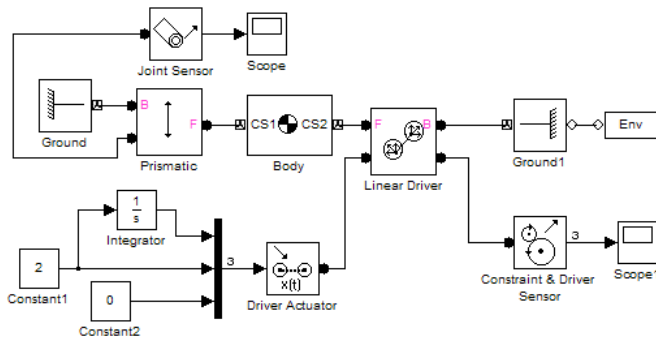 Joint Sensor
Scope
B
F
CS1
CS2
F
B
Env
Ground
Prismatic
Body
Linear Driver
Ground1
1
s
Integrator
2
Constant1
0
Constant2
3
x(t)
Driver Actuator
3
Constraint & Driver
Sensor
Scope1